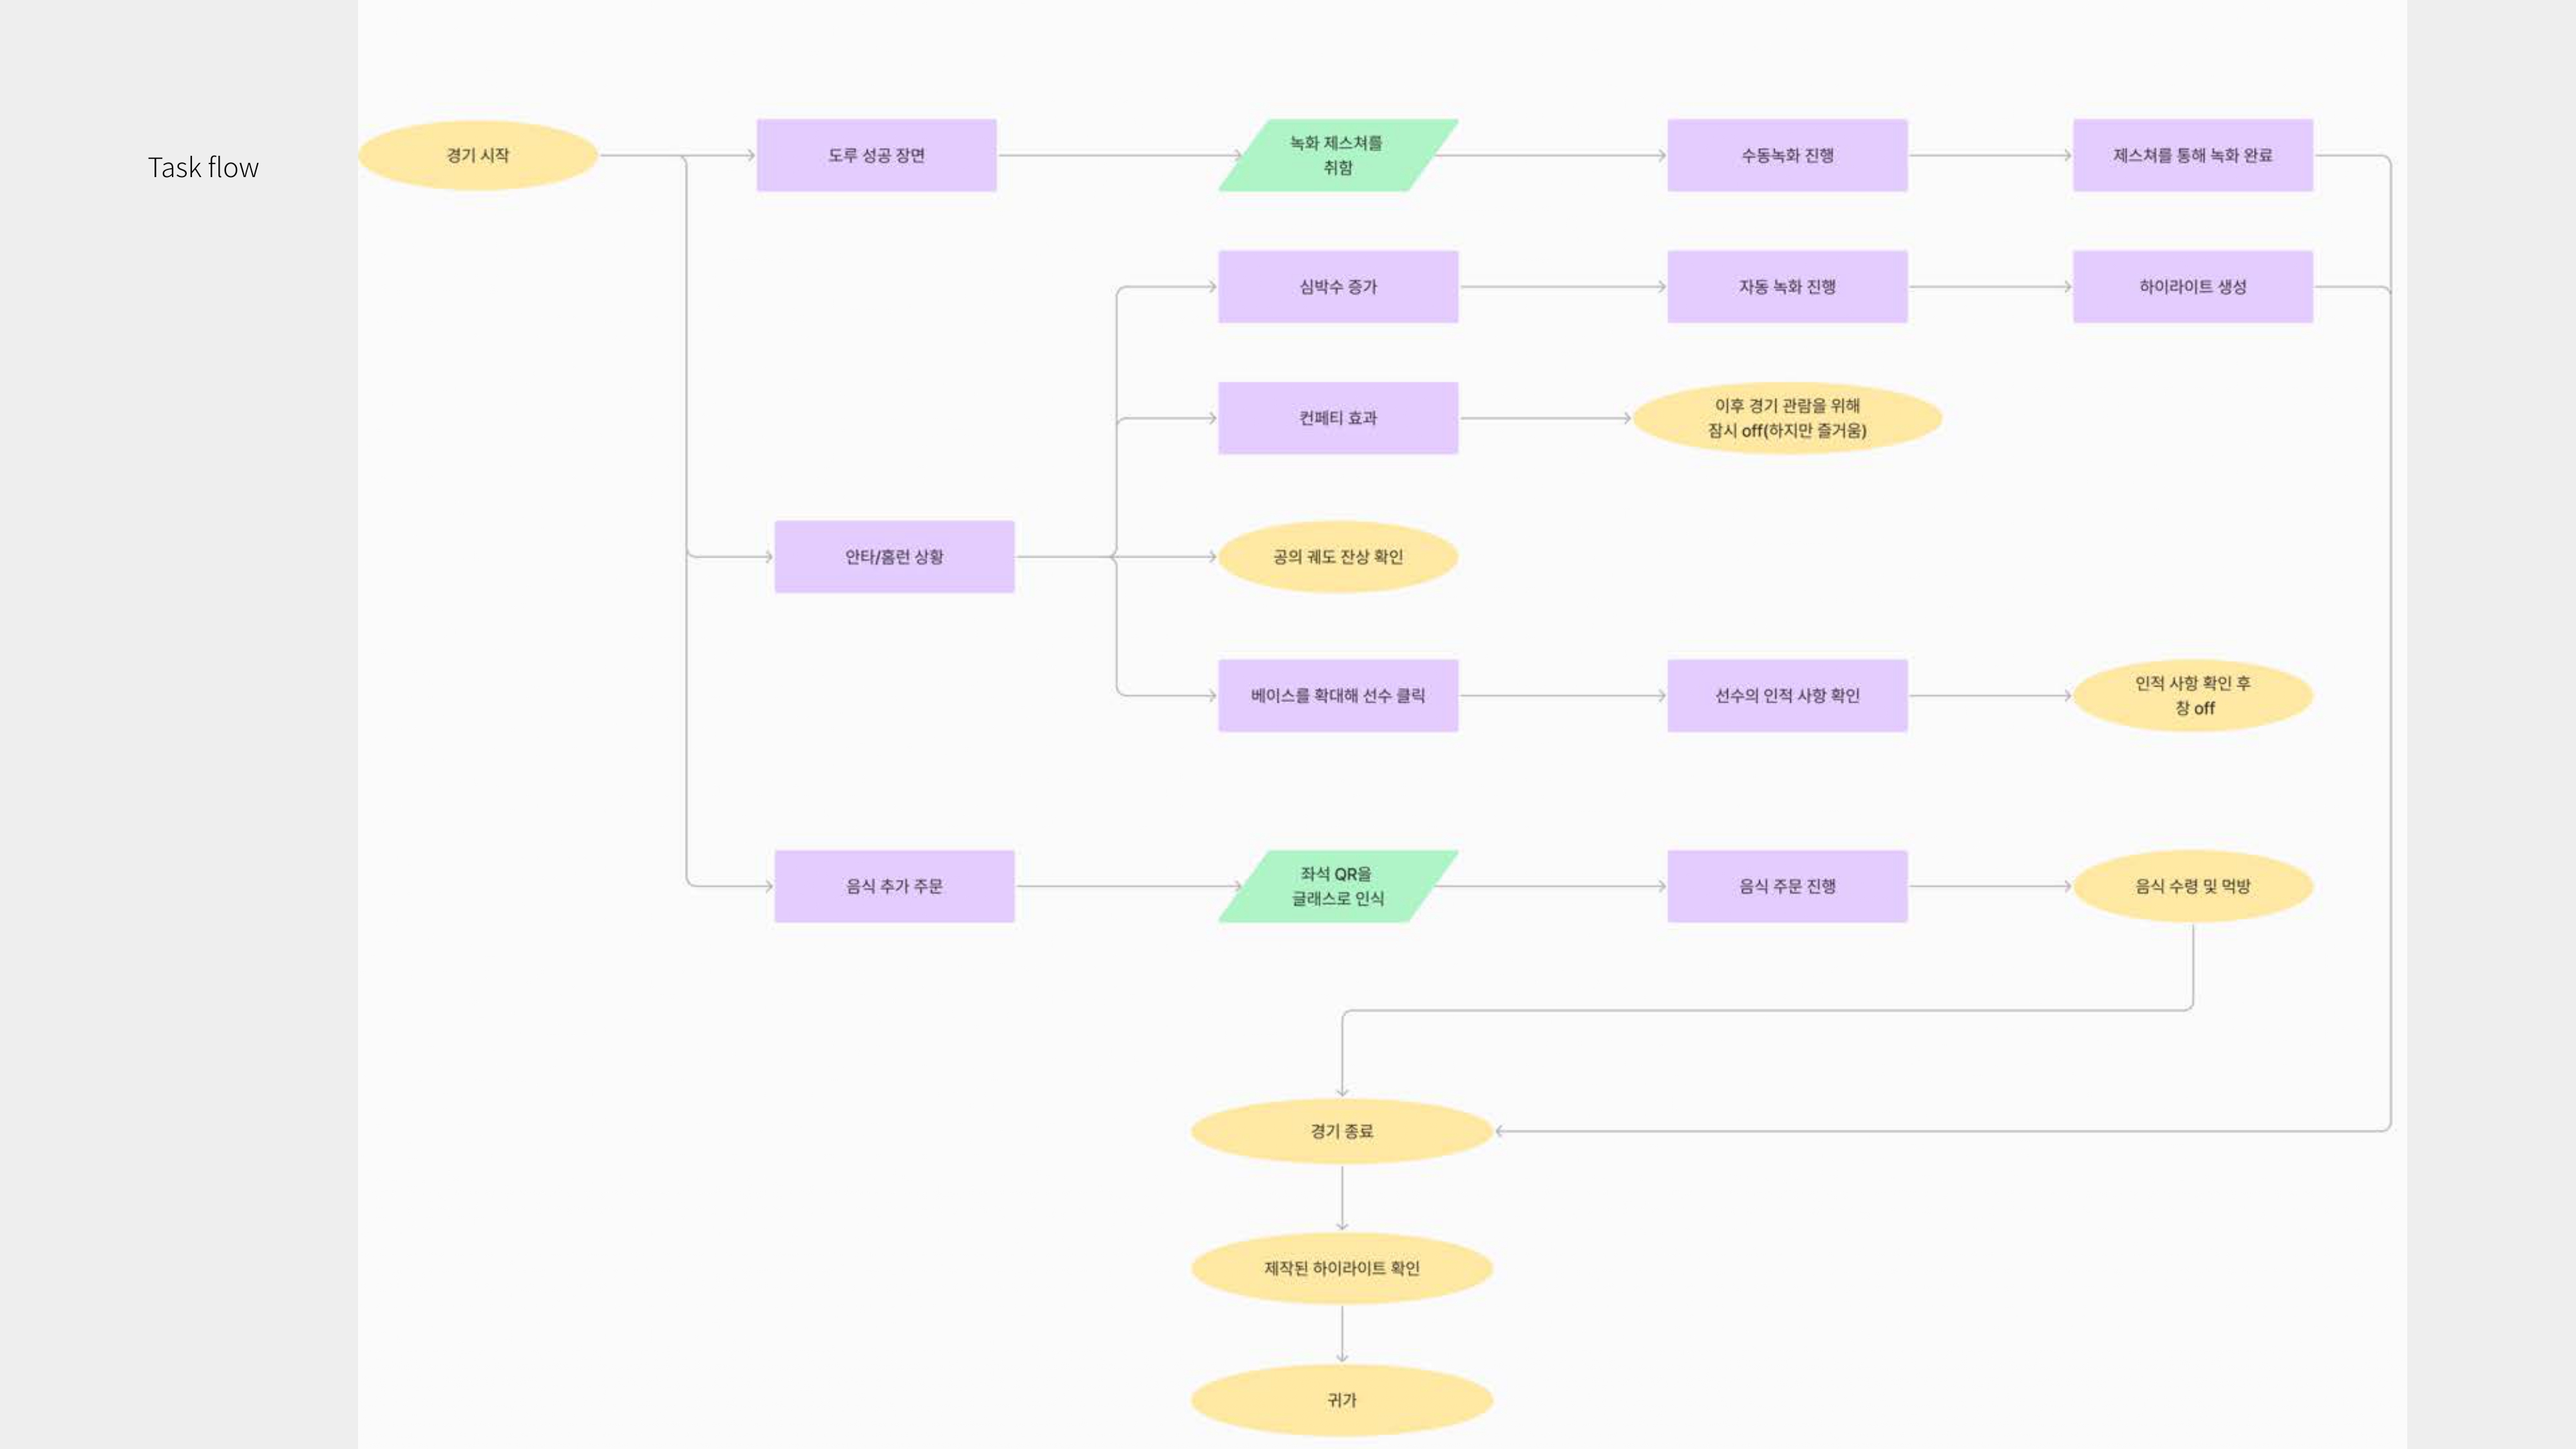 Task flow
경기 시작
도루 성공 장면
녹화 제스쳐를
취함
수동녹화 진행
제스쳐를 통해 녹화 완료
심박수 증가
자동 녹화 진행
하이라이트 생성
컨페티 효과
이후 경기 관람을 위해
잠시 off(하지만 즐거움)
안타/홈런 상황
공의 궤도 잔상 확인
베이스를 확대해 선수 클릭
선수의 인적 사항 확인
인적 사항 확인 후
창 off
음식 추가 주문
좌석 QR을
글래스로 인식
음식 주문 진행
음식 수령 및 먹방
경기 종료
제작된 하이라이트 확인
귀가